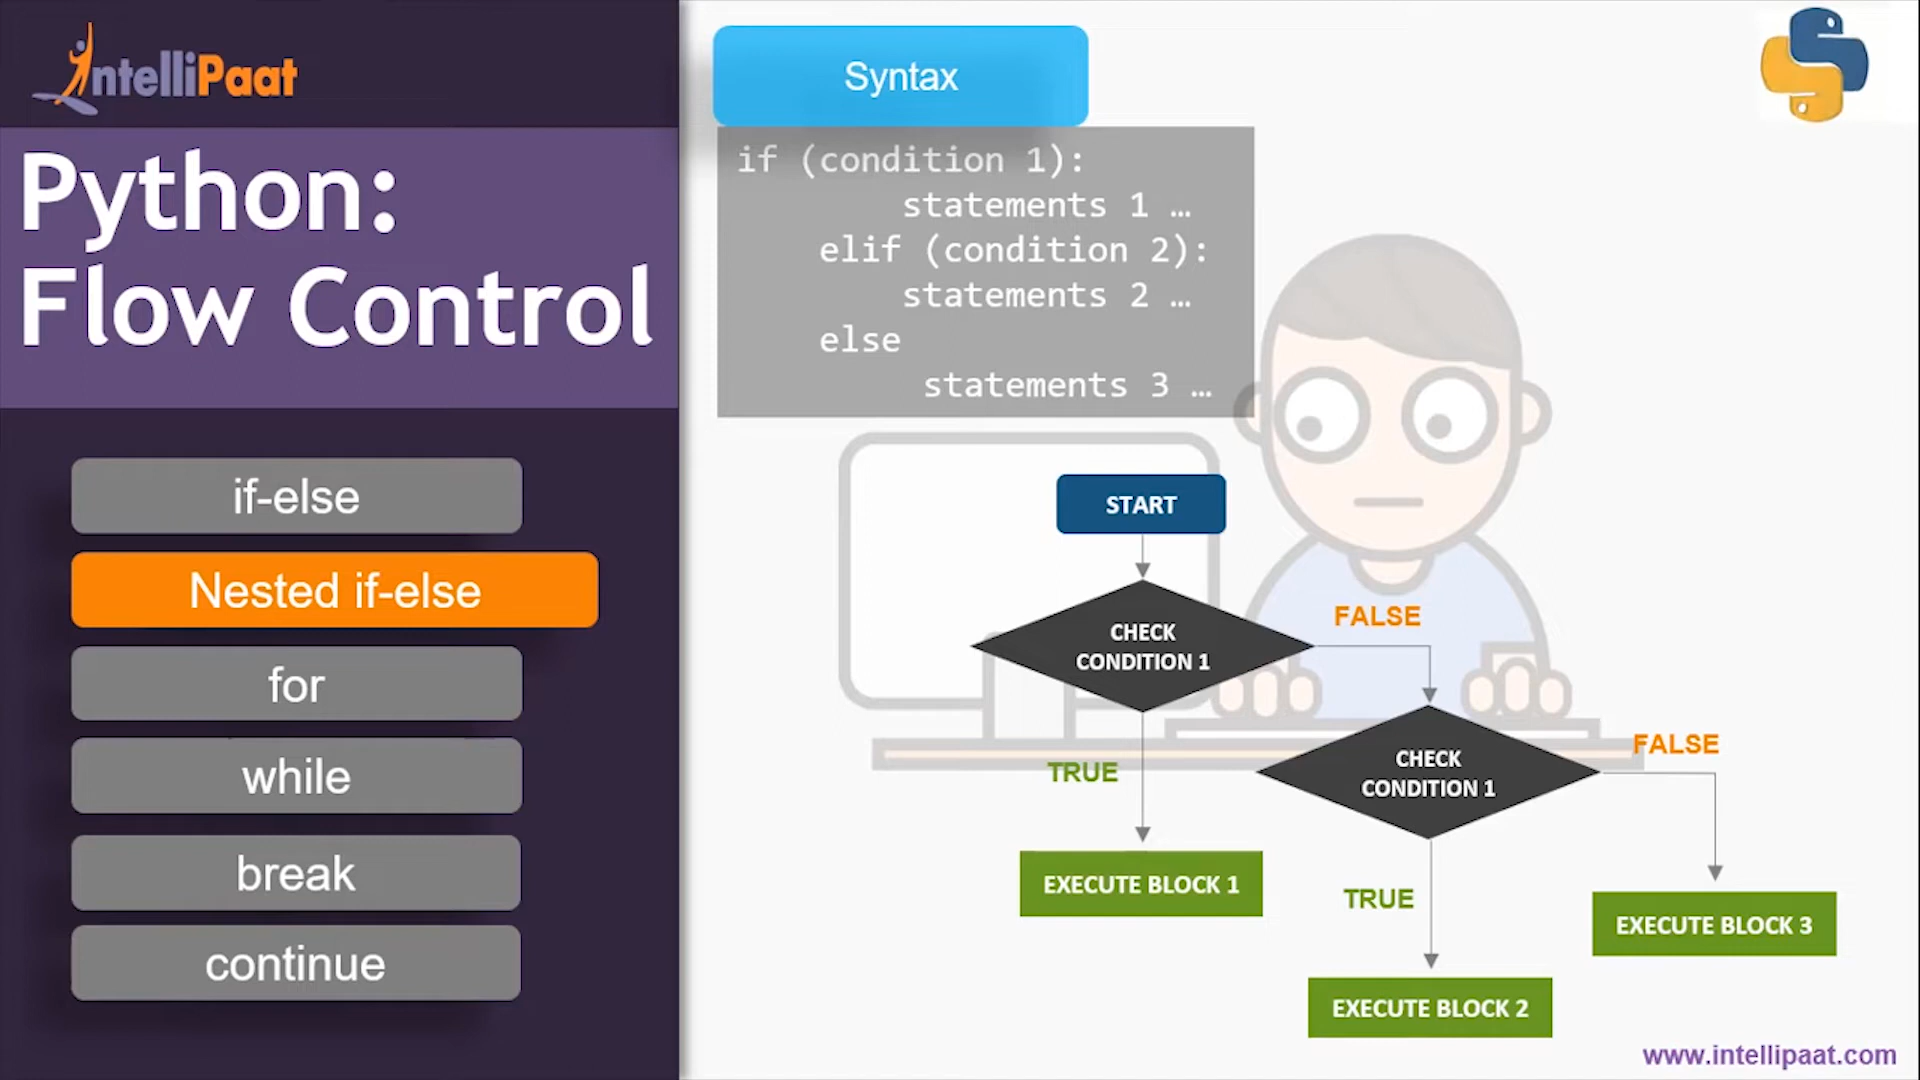 IntelliPaat
Python:
Flow Control
if-else
Nested if-else
for
while
break
continue
Syntax
if (condition 1):
statements 1 …
elif (condition 2):
statements 2 …
else
statements 3 …
START
CHECK
CONDITION 1
FALSE
TRUE
CHECK
CONDITION 1
FALSE
EXECUTE BLOCK 1
TRUE
EXECUTE BLOCK 3
EXECUTE BLOCK 2
www.intellipaat.com